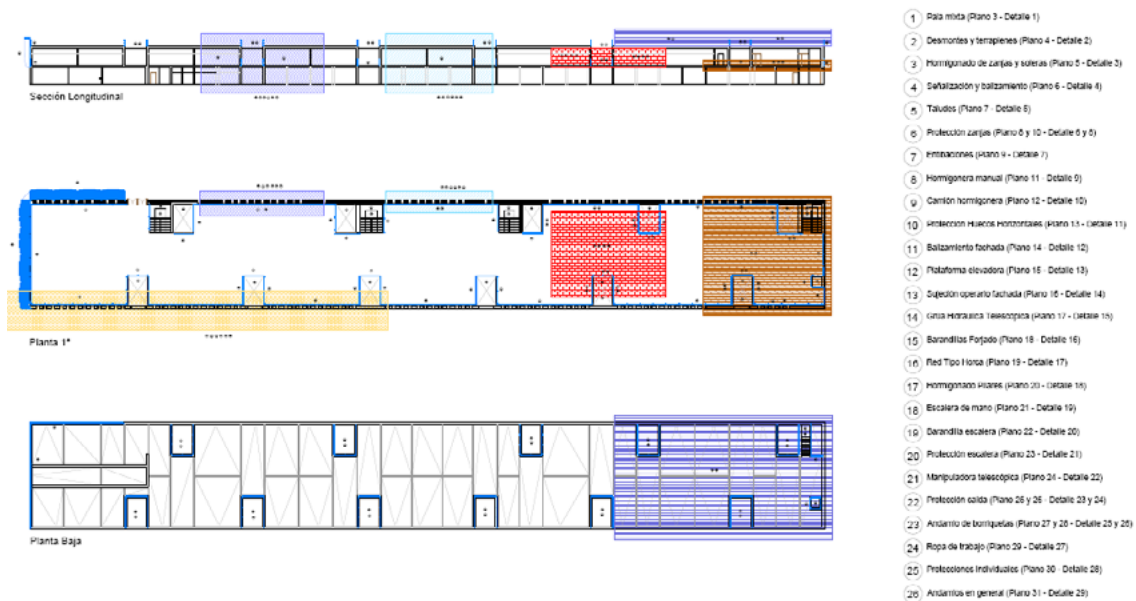 Sección Longitudinal
Planta 1ª
Planta Baja
1 Pala mixta (Plano 3 - Detalle 1)
2 Desmontes y terraplenes (Plano 4 - Detalle 2)
3 Hormigonado de zanjas y soleras (Plano 5 - Detalle 3)
4 Señalización y balizamiento (Plano 6 - Detalle 4)
5 Taludes (Plano 7 - Detalle 5)
6 Protección zanjas (Plano 8 y 10 - Detalle 6 y 8)
7 Entibaciones (Plano 9 - Detalle 7)
8 Hormigonera manual (Plano 11 - Detalle 9)
9 Camión hormigonera (Plano 12 - Detalle 10)
10 Protección Huecos Horizontales (Plano 13 - Detalle 11)
11 Balizamiento fachada (Plano 14 - Detalle 12)
12 Plataforma elevadora (Plano 15 - Detalle 13)
13 Sujeción operario fachada (Plano 16 - Detalle 14)
14 Grúa Hidráulica Telescópica (Plano 17 - Detalle 15)
15 Barandillas Forjado (Plano 18 - Detalle 16)
16 Red Tipo Horca (Plano 19 - Detalle 17)
17 Hormigonado Pilares (Plano 20 - Detalle 18)
18 Escalera de mano (Plano 21 - Detalle 19)
19 Barandilla escalera (Plano 22 - Detalle 20)
20 Protección escalera (Plano 23 - Detalle 21)
21 Manipuladora telescópica (Plano 24 - Detalle 22)
22 Protección caída (Plano 25 y 26 - Detalle 23 y 24)
23 Andamio de borriquetas (Plano 27 y 28 - Detalle 25 y 26)
24 Ropa de trabajo (Plano 29 - Detalle 27)
25 Protecciones individuales (Plano 30 - Detalle 28)
26 Andamios en general (Plano 31 - Detalle 29)